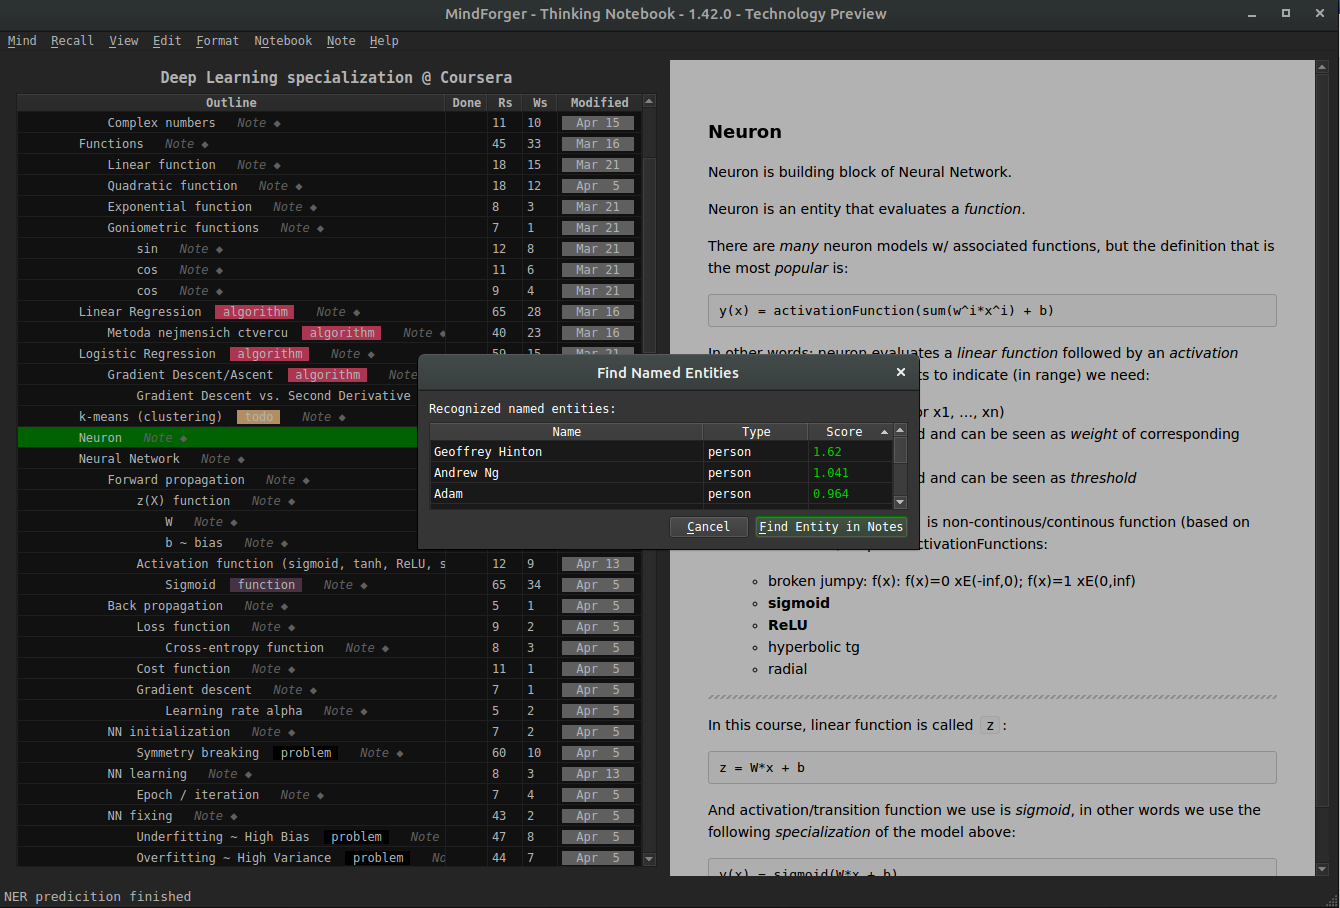 MindForger - Thinking Notebook - 1.42.0 - Technology Preview
Mind Recall View Edit Format Notebook Note Help
Deep Learning specialization @ Coursera
Outline Done Rs Ws Modified
Complex numbers Note ◆ 11 10 Apr 15
Functions Note ◆ 45 33 Mar 16
Linear function Note ◆ 18 15 Mar 21
Quadratic function Note ◆ 18 12 Apr 5
Exponential function Note ◆ 8 3 Mar 21
Goniometric functions Note ◆ 7 1 Mar 21
sin Note ◆ 12 8 Mar 21
cos Note ◆ 11 6 Mar 21
cos Note ◆ 9 4 Mar 21
Linear Regression algorithm Note ◆ 65 28 Mar 16
Metoda nejmensich ctvercu algorithm Note ◆ 40 23 Mar 16
Logistic Regression algorithm Note ◆ 59 15 Mar 21
Gradient Descent/Ascent algorithm Note
Gradient Descent vs. Second Derivative
k-means (clustering) todo Note ◆
Neuron Note ◆
Neural Network Note ◆
Forward propagation Note ◆
z(X) function Note ◆
W Note ◆
b ~ bias Note ◆
Activation function (sigmoid, tanh, ReLU, s 12 9 Apr 13
Sigmoid function Note ◆ 65 34 Apr 5
Back propagation Note ◆ 5 1 Apr 5
Loss function Note ◆ 9 2 Apr 5
Cross-entropy function Note ◆ 8 3 Apr 5
Cost function Note ◆ 11 1 Apr 5
Gradient descent Note ◆ 7 1 Apr 5
Learning rate alpha Note ◆ 5 2 Apr 5
NN initialization Note ◆ 7 2 Apr 5
Symmetry breaking problem Note ◆ 60 10 Apr 5
NN learning Note ◆ 8 3 Apr 13
Epoch / iteration Note ◆ 7 4 Apr 5
NN fixing Note ◆ 43 2 Apr 5
Underfitting ~ High Bias problem Note 47 8 Apr 5
Overfitting ~ High Variance problem No 44 7 Apr 5
Neuron
Neuron is building block of Neural Network.
Neuron is an entity that evaluates a function.
There are many neuron models w/ associated functions, but the definition that is
the most popular is:
y(x) = activationFunction(sum(w^i*x^i) + b)
In other words: neuron evaluates a linear function followed by an activation
ts to indicate (in range) we need:
or x1, ..., xn)
d and can be seen as weight of corresponding
d and can be seen as threshold
is non-continous/continous function (based on
ctivationFunctions:
broken jumpy: f(x): f(x)=0 xE(-inf,0); f(x)=1 xE(0,inf)
sigmoid
ReLU
hyperbolic tg
radial
In this course, linear function is called z :
z = W*x + b
And activation/transition function we use is sigmoid, in other words we use the
following specialization of the model above:
y(x) = sigmoid(W*x + b)
Find Named Entities
Recognized named entities:
Name Type Score
Geoffrey Hinton person 1.62
Andrew Ng person 1.041
Adam person 0.964
Cancel Find Entity in Notes
NER predicition finished